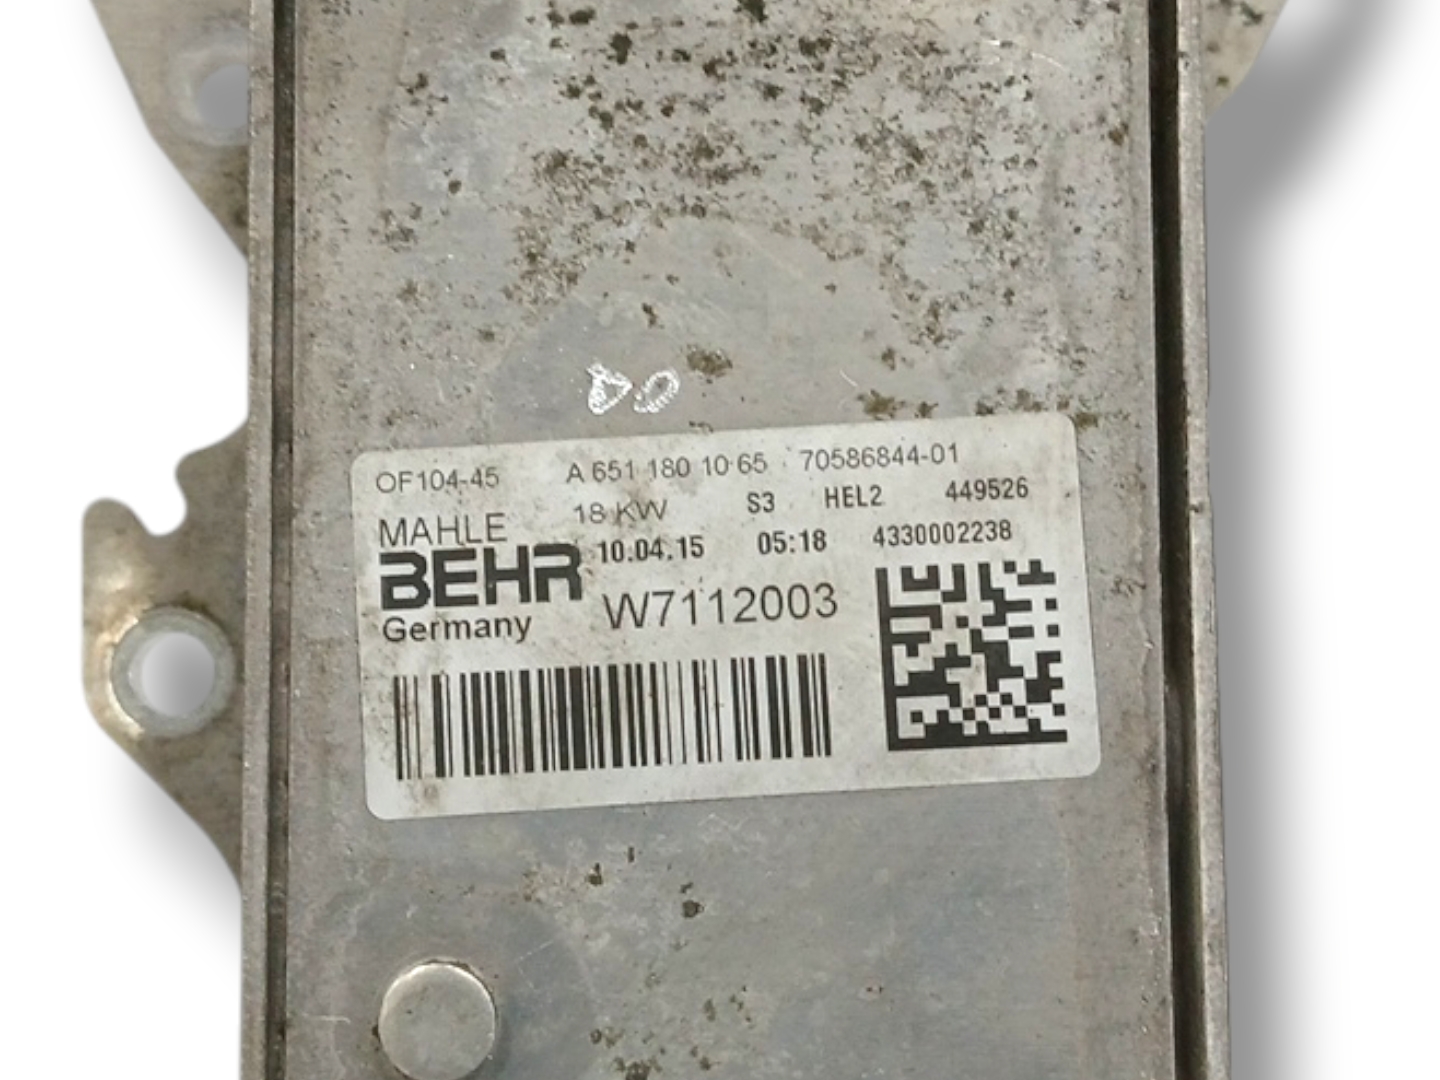 OF104-45 A 651 180 10 65 70586844-01
18 KW S3 HEL2 449526
MAHLE
BEHR 10.04.15 05:18 4330002238
Germany W7112003